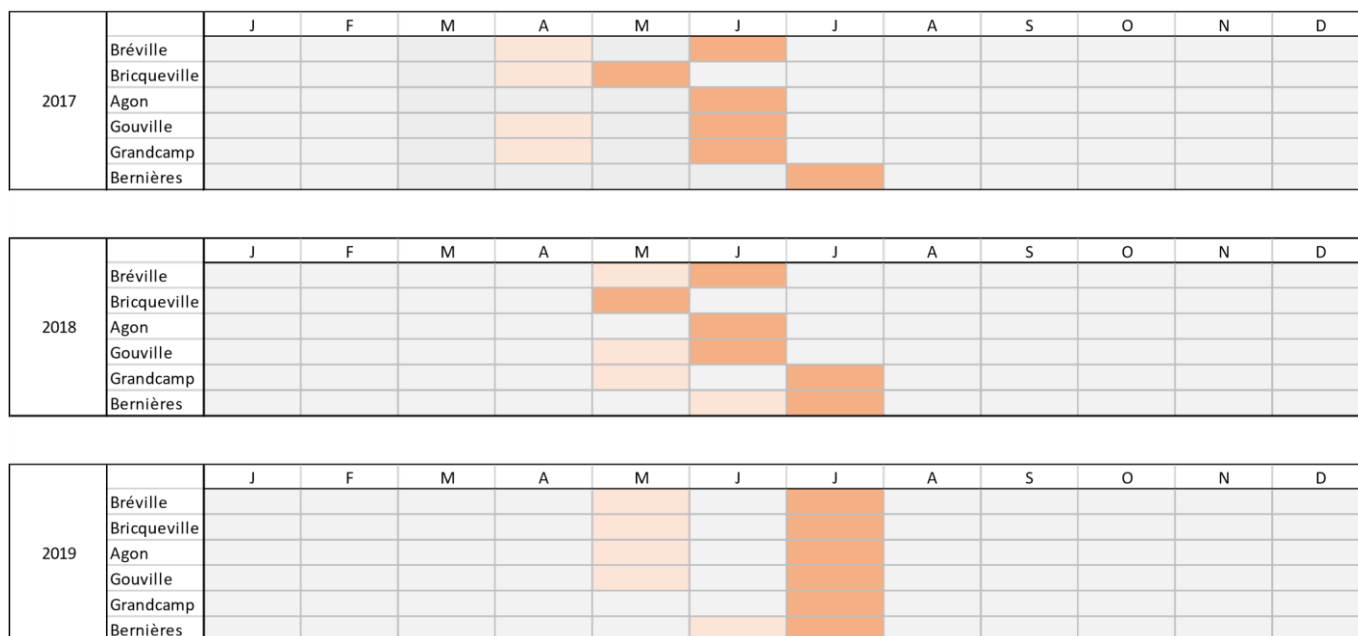 J F M A M J J A S O N D
Bréville
Bricqueville
2017 Agon
Gouville
Grandcamp
Bernières
J F M A M J J A S O N D
Bréville
Bricqueville
2018 Agon
Gouville
Grandcamp
Bernières
J F M A M J J A S O N D
Bréville
Bricqueville
2019 Agon
Gouville
Grandcamp
Bernières